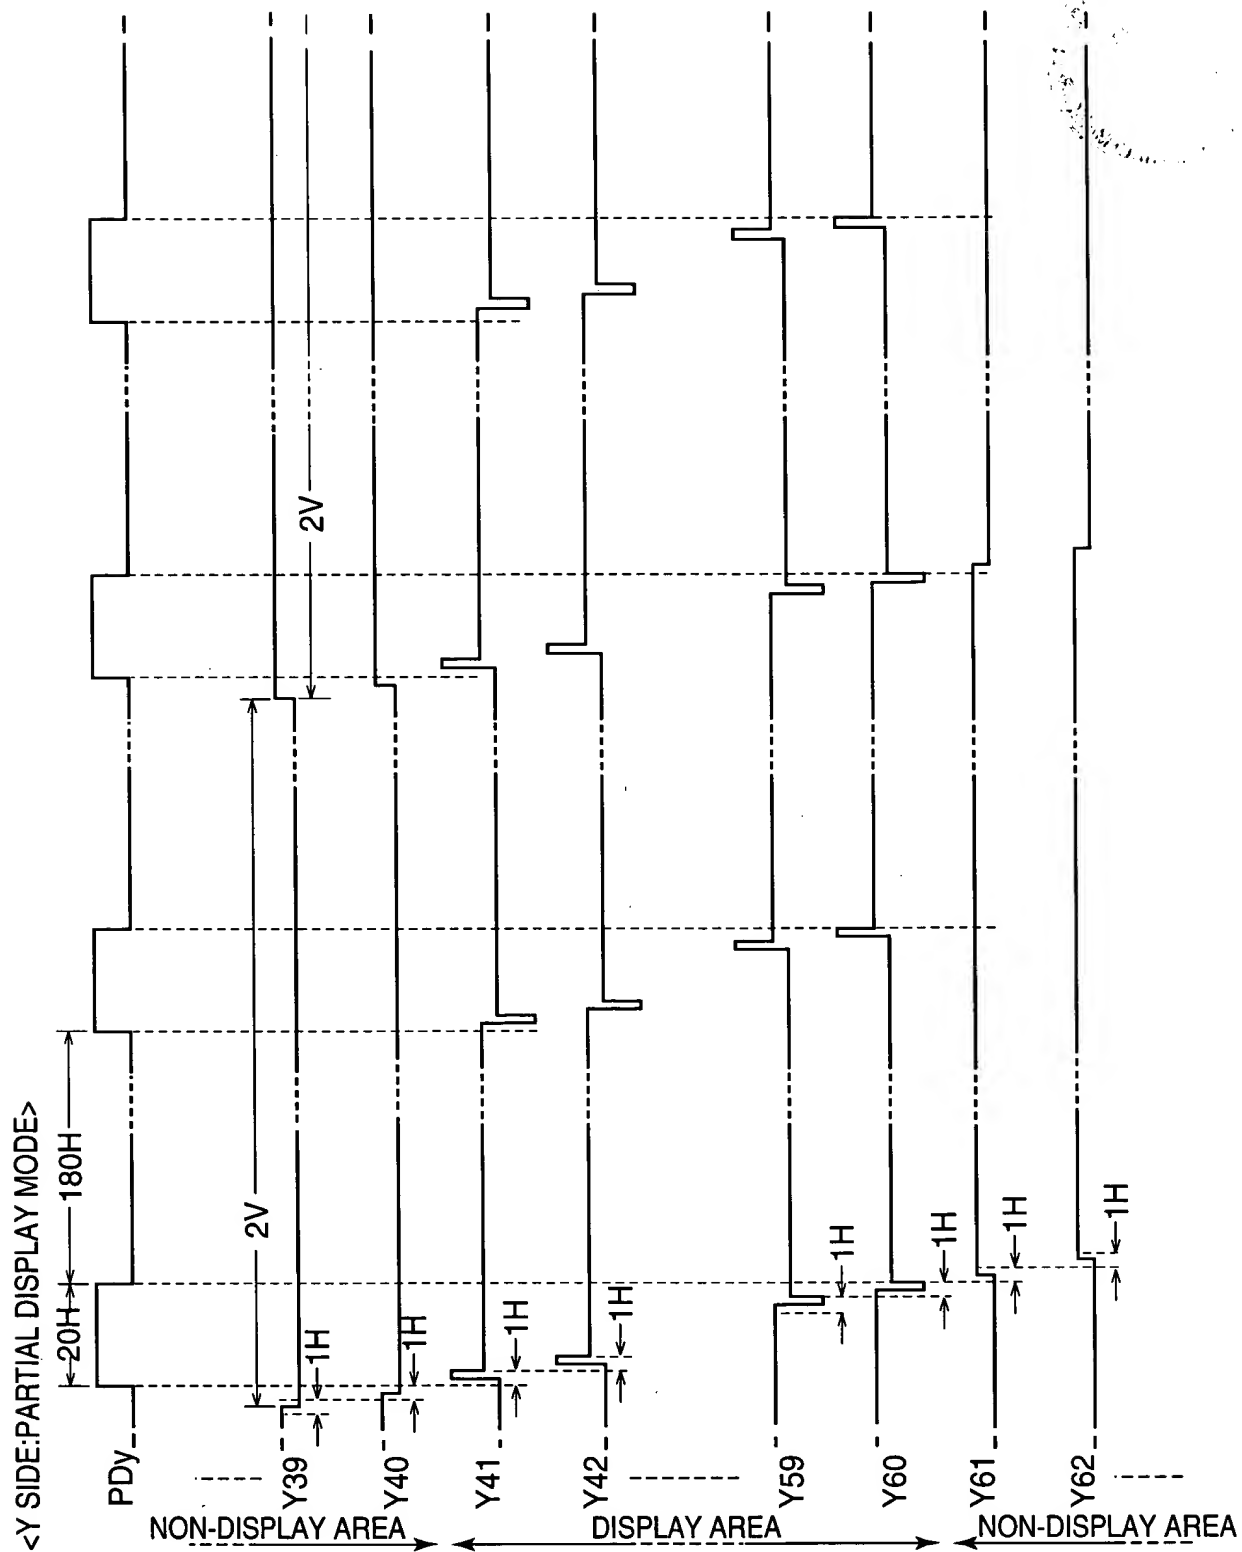 <Y SIDE:PARTIAL DISPLAY MODE>
20H
180H
PDy
2V
2V
Y39
1H
Y40
1H
Y41
1H
Y42
1H
Y59
1H
Y60
1H
Y61
1H
Y62
1H
NON-DISPLAY AREA
DISPLAY AREA
NON-DISPLAY AREA